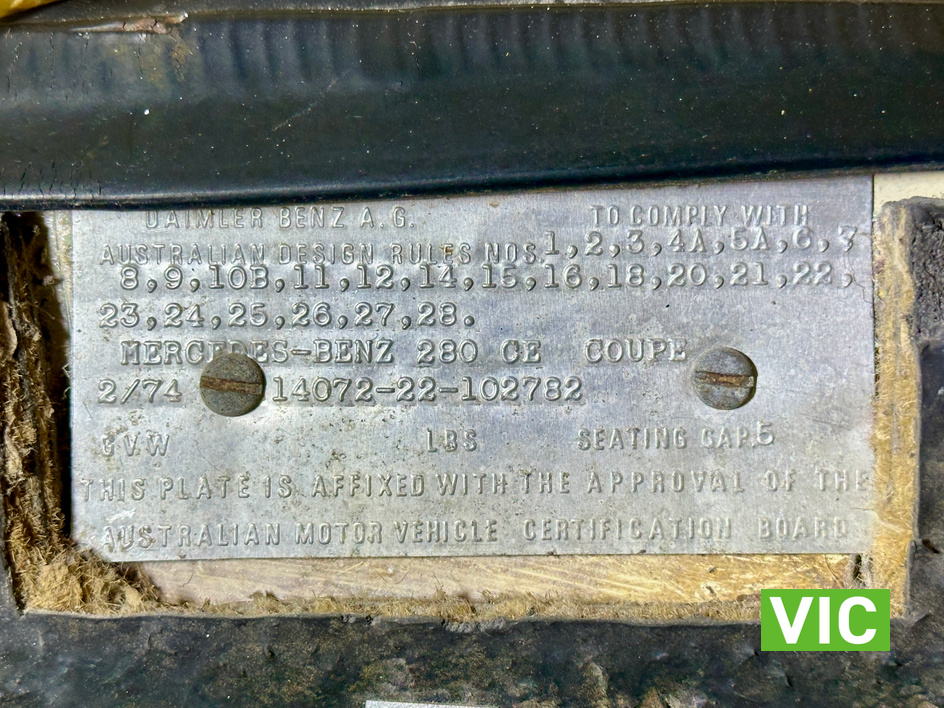 DAIMLER BENZ A.G. TO COMPLY WITH
AUSTRALIAN DESIGN RULES NOS. 1,2,3,4A,5A,6,7
8,9,10B,11,12,14,15,16,18,20,21,22,
23,24,25,26,27,28.
MERCEDES-BENZ 280 CE COUPE
2/74 14072-22-102782
G V.W LBS SEATING CAP. 5
THIS PLATE IS AFFIXED WITH THE APPROVAL OF THE
AUSTRALIAN MOTOR VEHICLE CERTIFICATION BOARD
VIC